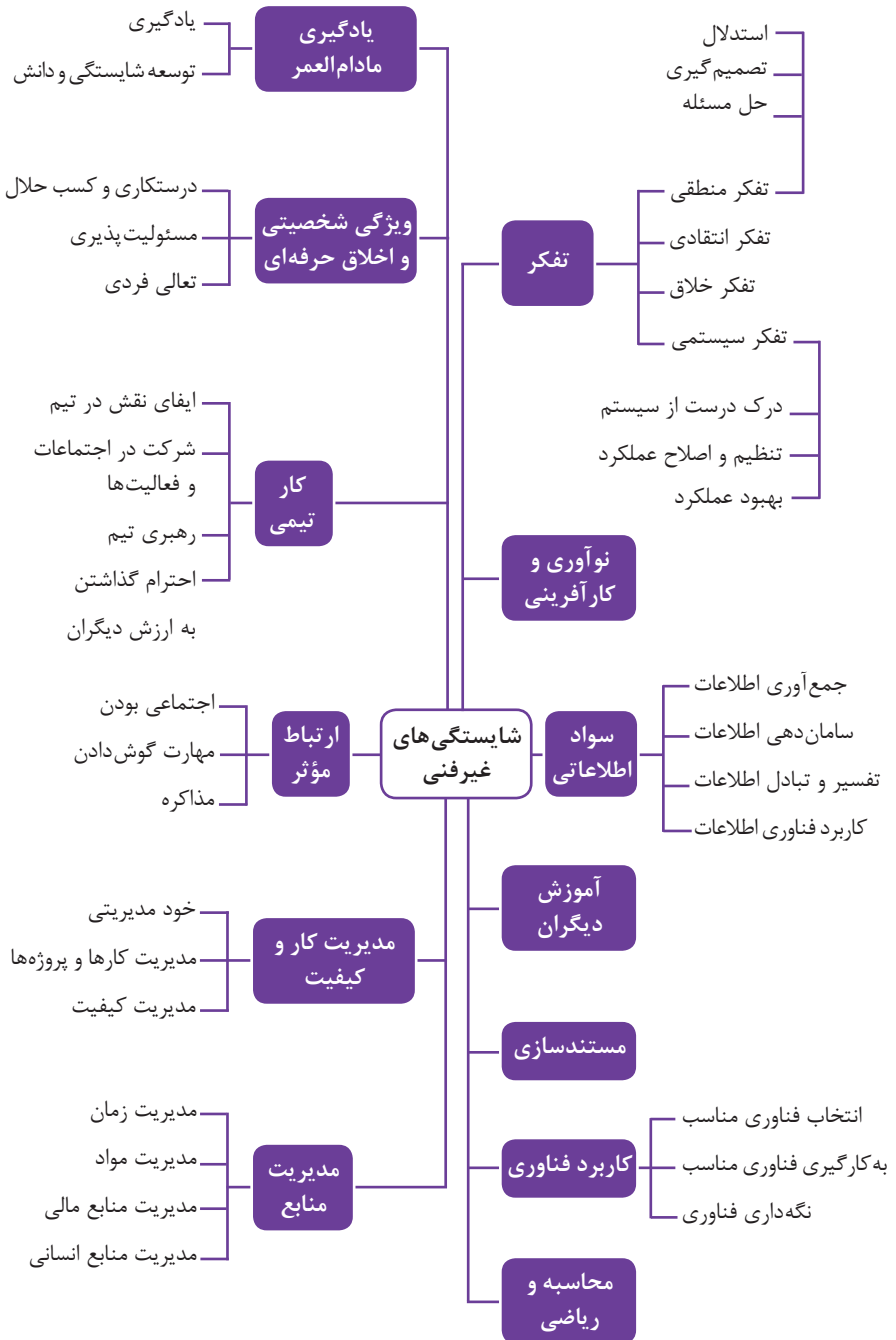 شایستگی‌های
غیرفنی
تفکر
استدلال
تصمیم‌گیری
حل مسئله
تفکر منطقی
تفکر انتقادی
تفکر خلاق
تفکر سیستمی
درک درست از سیستم
تنظیم و اصلاح عملکرد
بهبود عملکرد
نوآوری و
کارآفرینی
سواد
اطلاعاتی
جمع‌آوری اطلاعات
سامان‌دهی اطلاعات
تفسیر و تبادل اطلاعات
کاربرد فناوری اطلاعات
آموزش
دیگران
مستندسازی
کاربرد فناوری
انتخاب فناوری مناسب
به‌کارگیری فناوری مناسب
نگه‌داری فناوری
محاسبه و
ریاضی
یادگیری
مادام‌العمر
یادگیری
توسعه شایستگی و دانش
ویژگی شخصیتی
و اخلاق حرفه‌ای
درستکاری و کسب حلال
مسئولیت‌پذیری
تعالی فردی
کار
تیمی
ایفای نقش در تیم
شرکت در اجتماعات
و فعالیت‌ها
رهبری تیم
احترام گذاشتن
به ارزش دیگران
ارتباط
مؤثر
اجتماعی بودن
مهارت گوش‌دادن
مذاکره
مدیریت کار و
کیفیت
خود مدیریتی
مدیریت کارها و پروژه‌ها
مدیریت کیفیت
مدیریت
منابع
مدیریت زمان
مدیریت مواد
مدیریت منابع مالی
مدیریت منابع انسانی